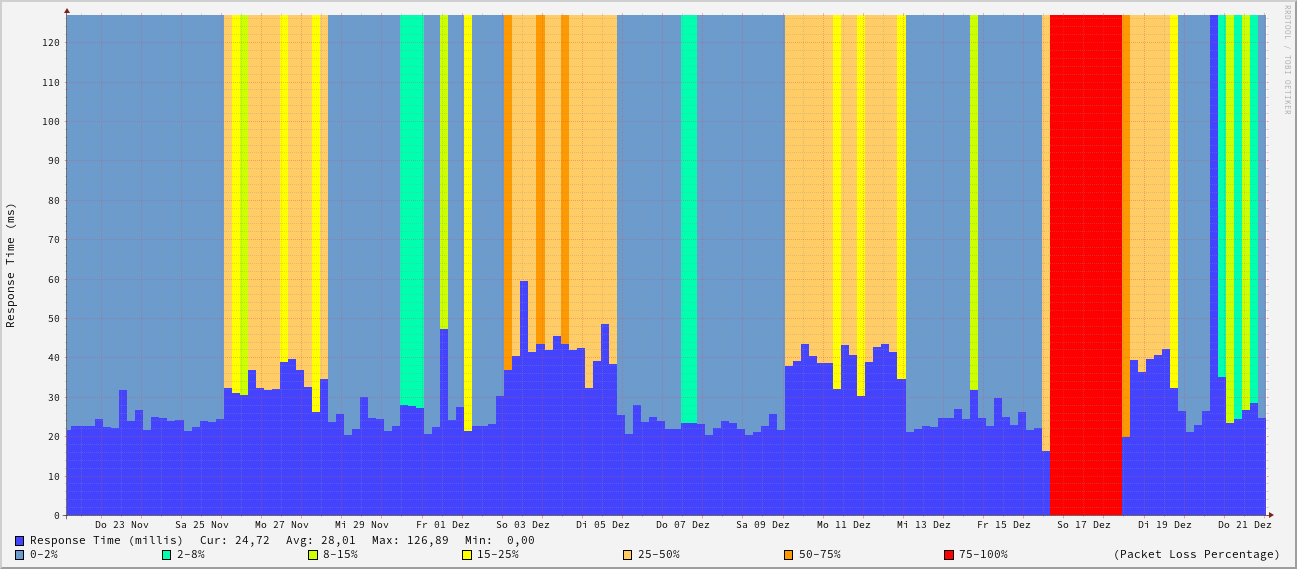 RRDTOOL / TOBI OETIKER
Response Time (ms)
120
110
100
90
80
70
60
50
40
30
20
10
0
Do 23 Nov Sa 25 Nov Mo 27 Nov Mi 29 Nov Fr 01 Dez So 03 Dez Di 05 Dez Do 07 Dez Sa 09 Dez Mo 11 Dez Mi 13 Dez Fr 15 Dez So 17 Dez Di 19 Dez Do 21 Dez
Response Time (millis) Cur: 24,72 Avg: 28,01 Max: 126,89 Min: 0,00
0-2% 2-8% 8-15% 15-25% 25-50% 50-75% 75-100% (Packet Loss Percentage)